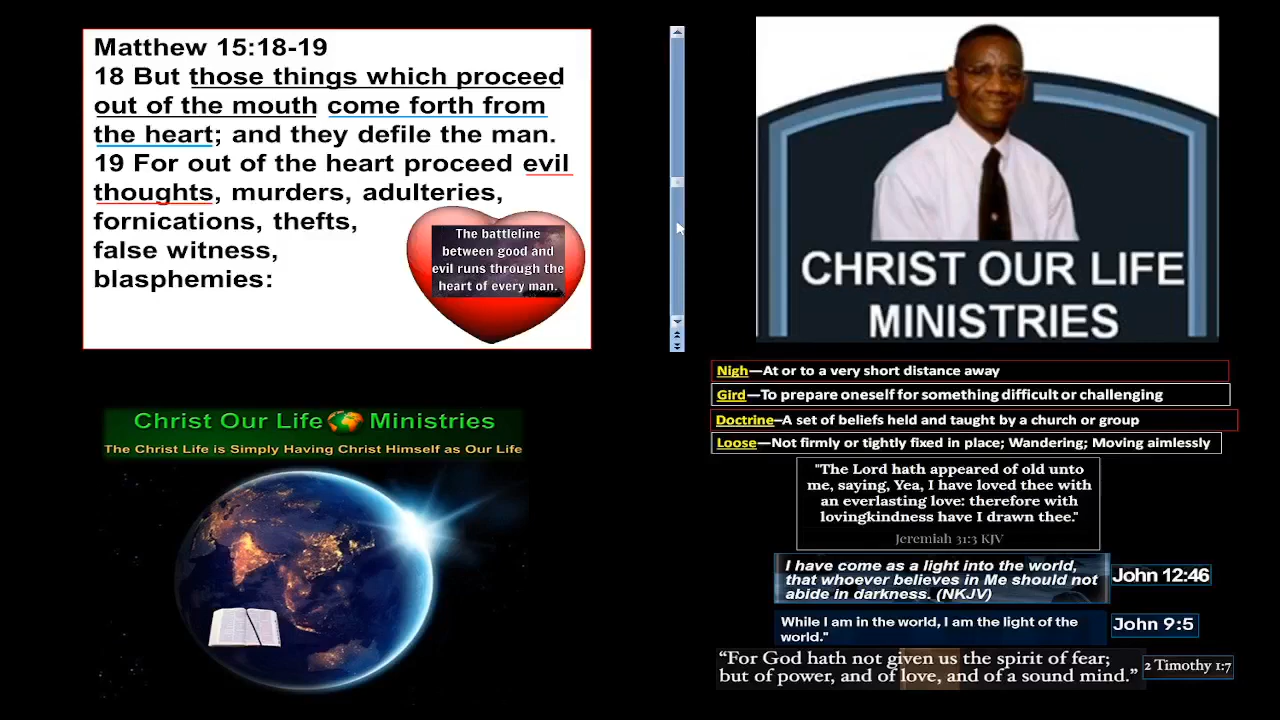 Matthew 15:18-19
18 But those things which proceed
out of the mouth come forth from
the heart; and they defile the man.
19 For out of the heart proceed evil
thoughts, murders, adulteries,
fornications, thefts,
false witness,
blasphemies:
The battleline
between good and
evil runs through the
heart of every man.
CHRIST OUR LIFE
MINISTRIES
Nigh—At or to a very short distance away
Gird—To prepare oneself for something difficult or challenging
Doctrine–A set of beliefs held and taught by a church or group
Loose—Not firmly or tightly fixed in place; Wandering; Moving aimlessly
Christ Our Life Ministries
The Christ Life is Simply Having Christ Himself as Our Life
"The Lord hath appeared of old unto
me, saying, Yea, I have loved thee with
an everlasting love: therefore with
lovingkindness have I drawn thee."
Jeremiah 31:3 KJV
I have come as a light into the world,
that whoever believes in Me should not
abide in darkness. (NKJV)
John 12:46
While I am in the world, I am the light of the
world."
John 9:5
“For God hath not given us the spirit of fear;
but of power, and of love, and of a sound mind.”
2 Timothy 1:7